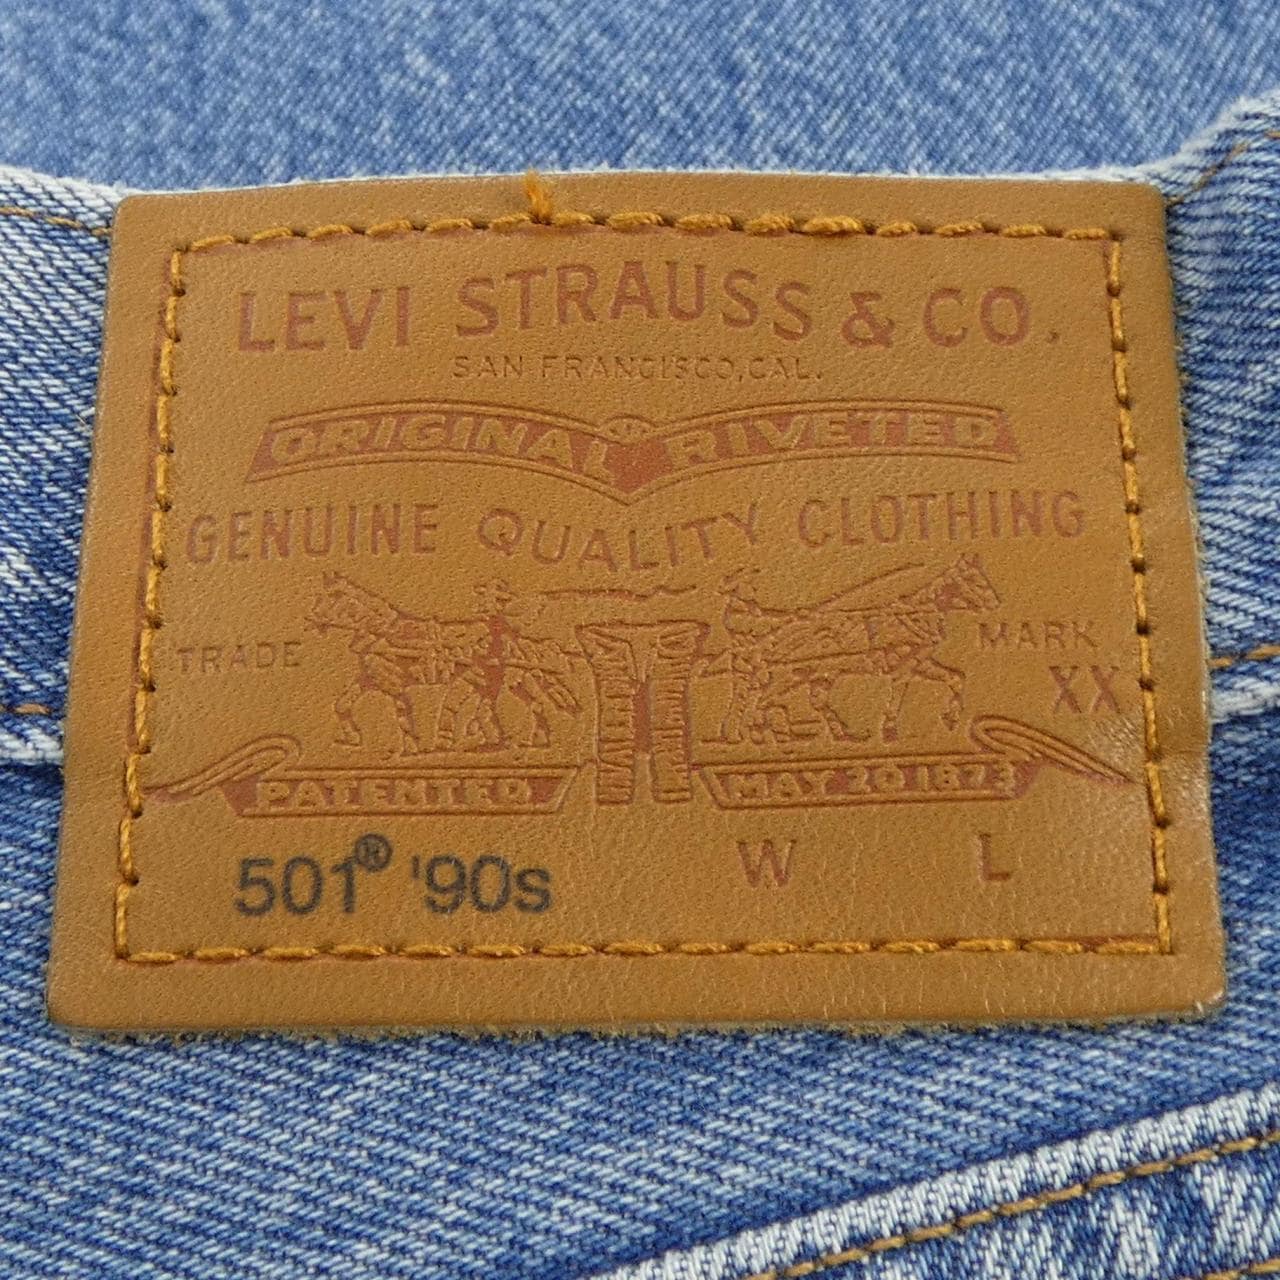 LEVI STRAUSS & CO.
SAN FRANCISCO, CAL.
ORIGINAL RIVETED
GENUINE QUALITY CLOTHING
TRADE MARK
XX
PATENTED MAY 20 1873
W L
501® '90s